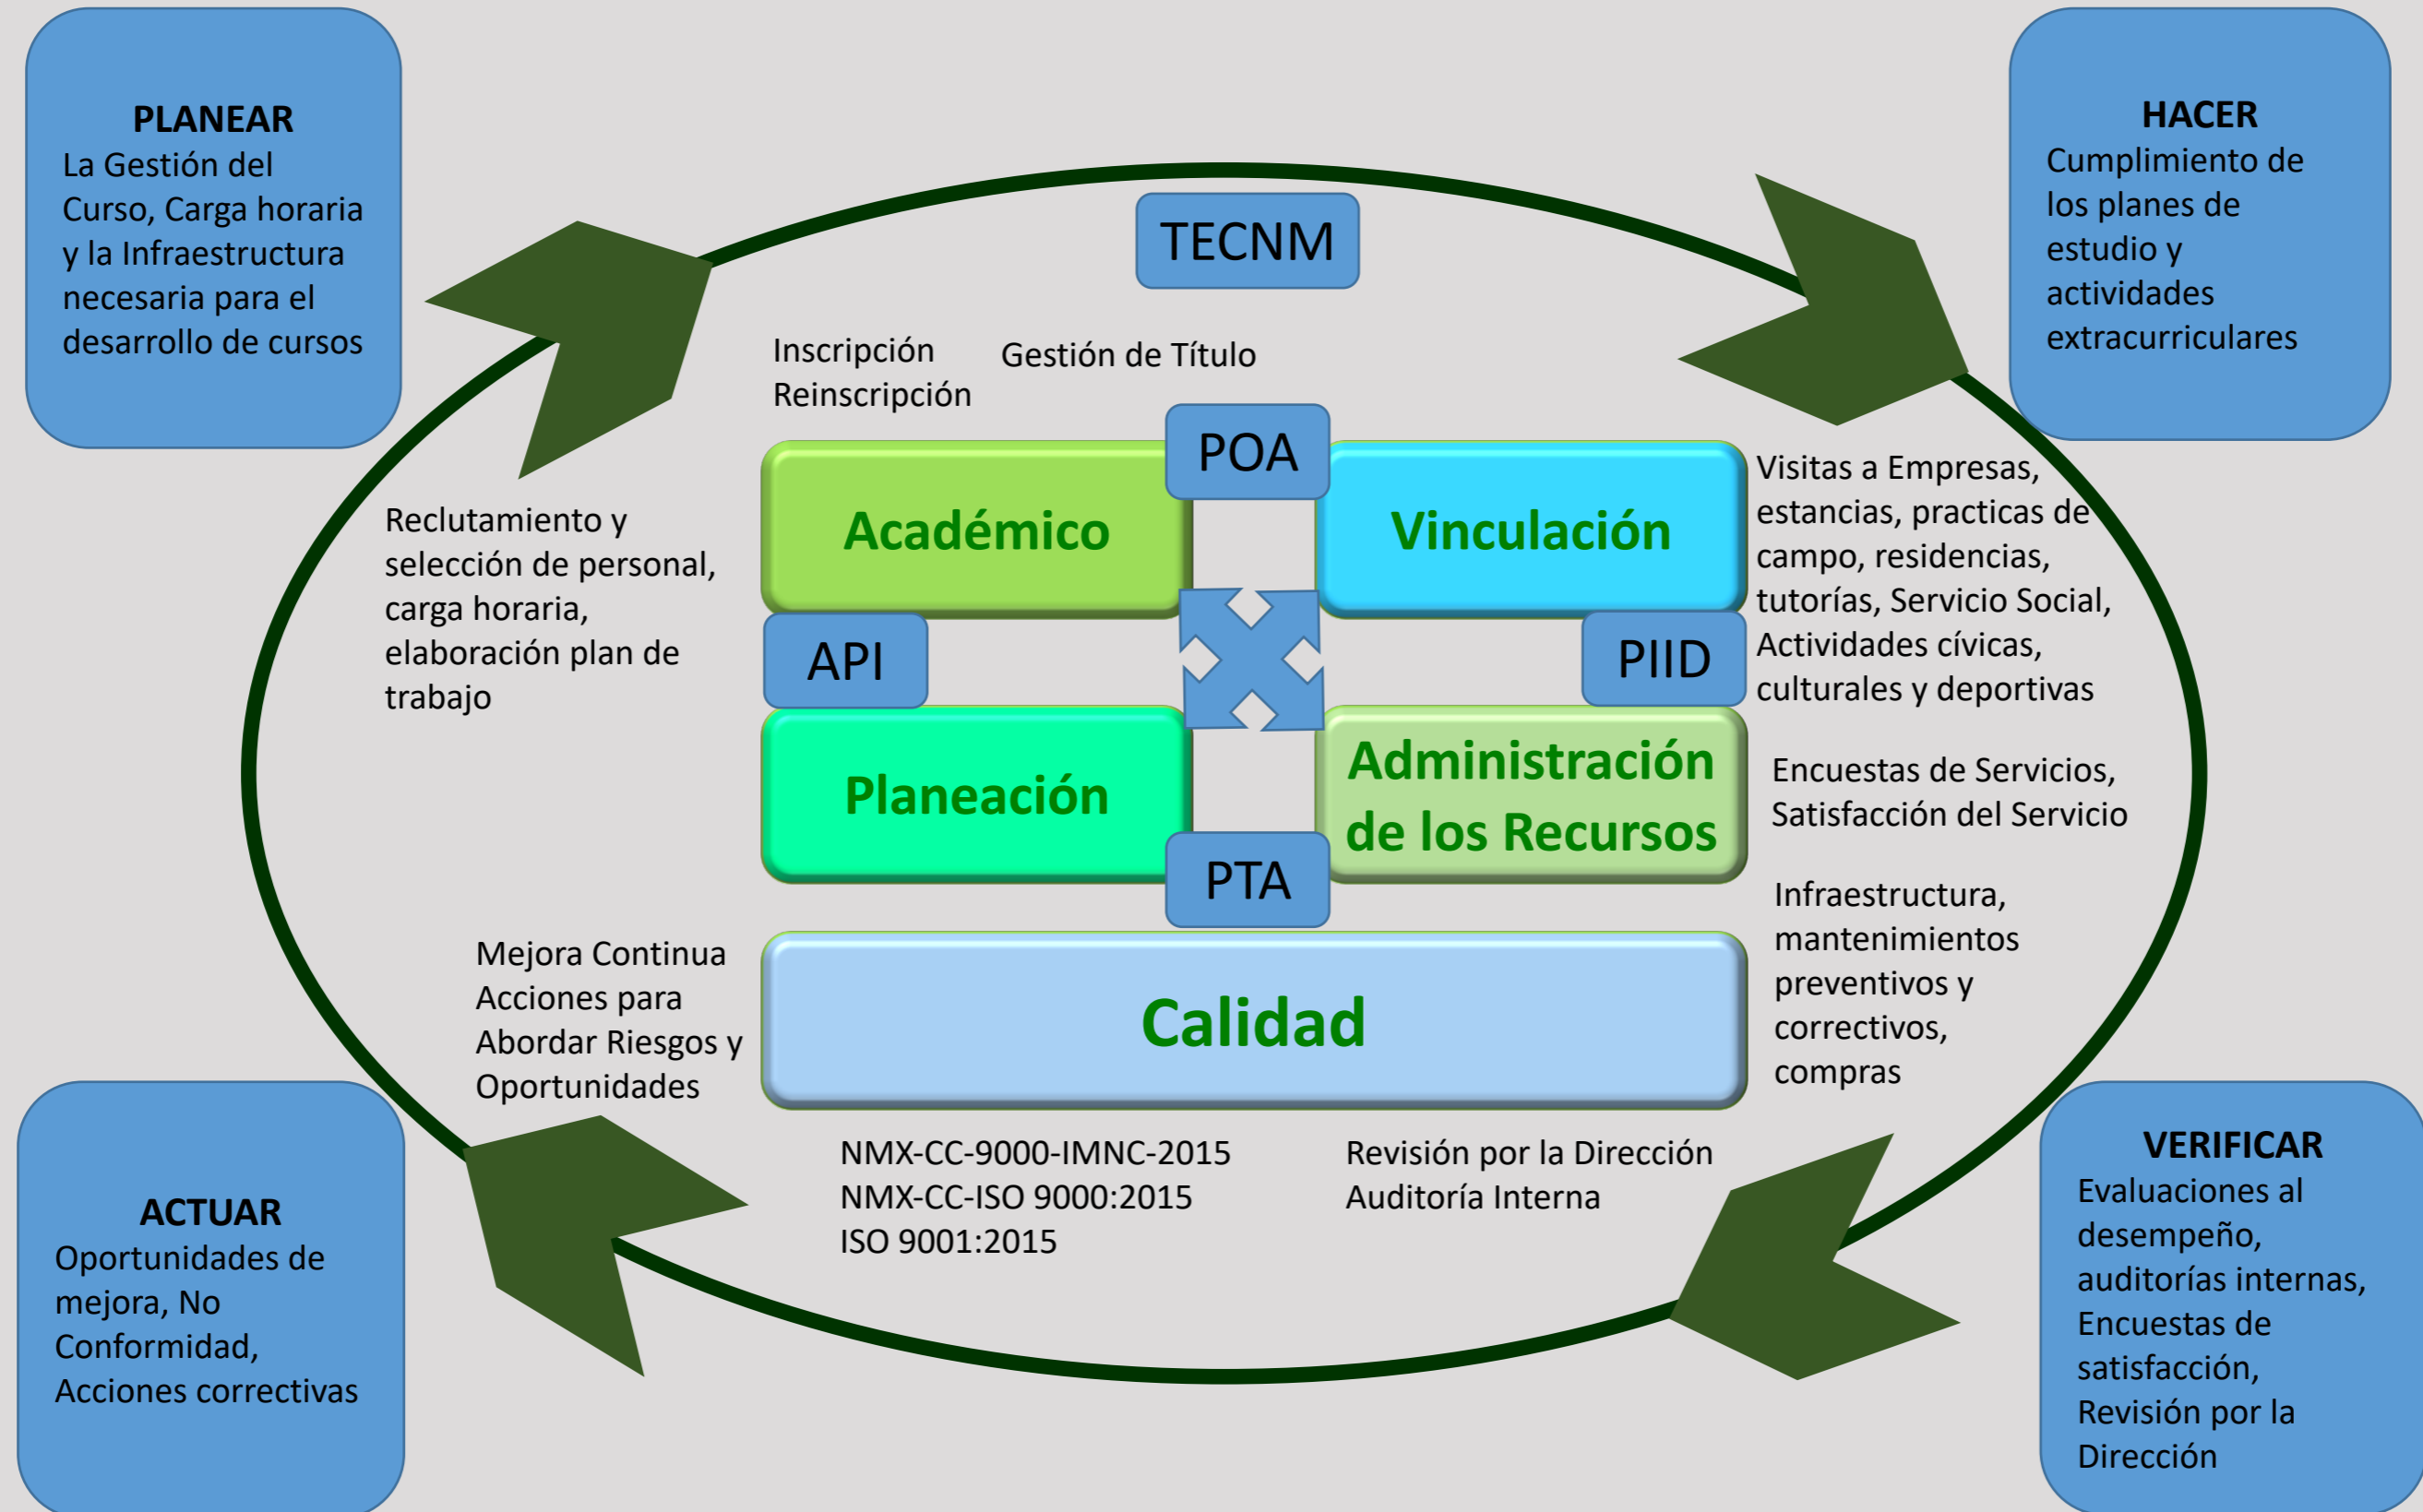 PLANEAR
La Gestión del
Curso, Carga horaria
y la Infraestructura
necesaria para el
desarrollo de cursos
HACER
Cumplimiento de
los planes de
estudio y
actividades
extracurriculares
TECNM
Inscripción
Reinscripción
Gestión de Título
POA
Académico
Vinculación
Reclutamiento y
selección de personal,
carga horaria,
elaboración plan de
trabajo
Visitas a Empresas,
estancias, practicas de
campo, residencias,
tutorías, Servicio Social,
Actividades cívicas,
culturales y deportivas
API
PIID
Planeación
Administración
de los Recursos
Encuestas de Servicios,
Satisfacción del Servicio
PTA
Infraestructura,
mantenimientos
preventivos y
correctivos,
compras
Mejora Continua
Acciones para
Abordar Riesgos y
Oportunidades
Calidad
NMX-CC-9000-IMNC-2015
NMX-CC-ISO 9000:2015
ISO 9001:2015
Revisión por la Dirección
Auditoría Interna
ACTUAR
Oportunidades de
mejora, No
Conformidad,
Acciones correctivas
VERIFICAR
Evaluaciones al
desempeño,
auditorías internas,
Encuestas de
satisfacción,
Revisión por la
Dirección